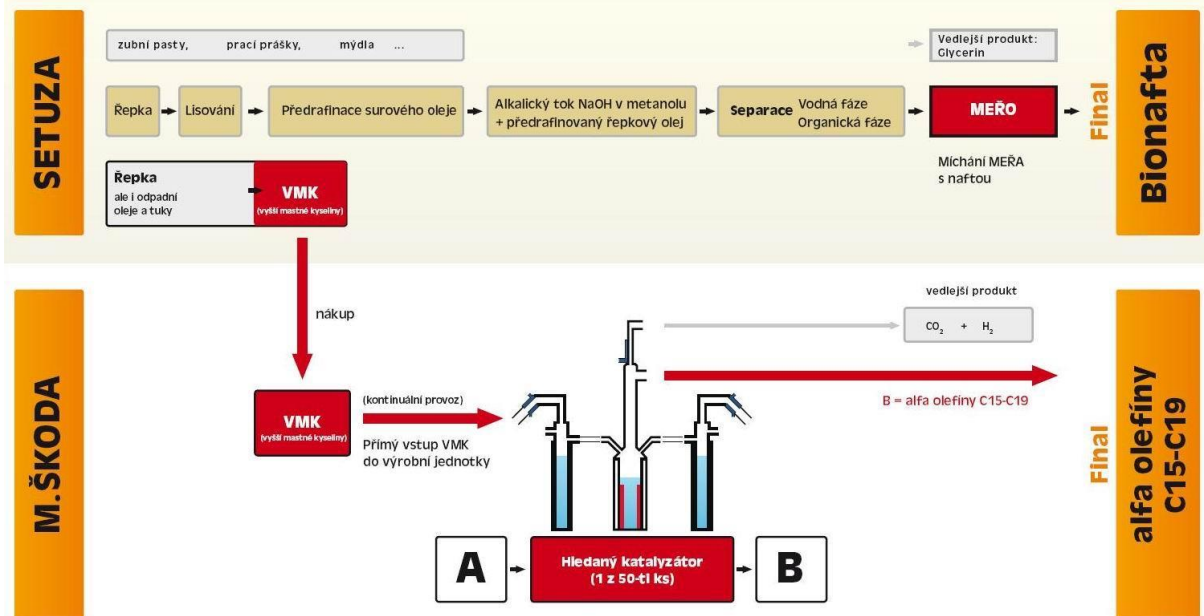 SETUZA
zubní pasty, prací prášky, mýdla ...
Vedlejší produkt:
Glycerin
Řepka
Lisování
Předrafinace surového oleje
Alkalický tok NaOH v metanolu
+ předrafinovaný řepkový olej
Separace Vodná fáze
Organická fáze
MEŘO
Final
Bionafta
Míchání MEŘA
s naftou
Řepka
ale i odpadní
oleje a tuky
VMK
(vyšší mastné kyseliny)
nákup
M.ŠKODA
VMK
(vyšší mastné kyseliny)
(kontinuální provoz)
Přímý vstup VMK
do výrobní jednotky
vedlejší produkt
CO₂ + H₂
B = alfa olefíny C15-C19
Final
alfa olefíny
C15-C19
A
Hledaný katalyzátor
(1 z 50-ti ks)
B